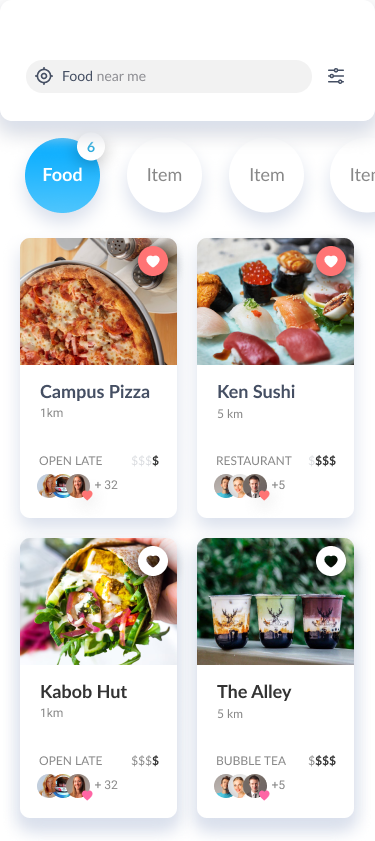 Food near me
6
Food Item Item Iter
Campus Pizza
1km
OPEN LATE $$$$
+ 32
Ken Sushi
5 km
RESTAURANT $$$$
+5
Kabob Hut
1km
OPEN LATE $$$$
+ 32
The Alley
5 km
BUBBLE TEA $$$$
+5